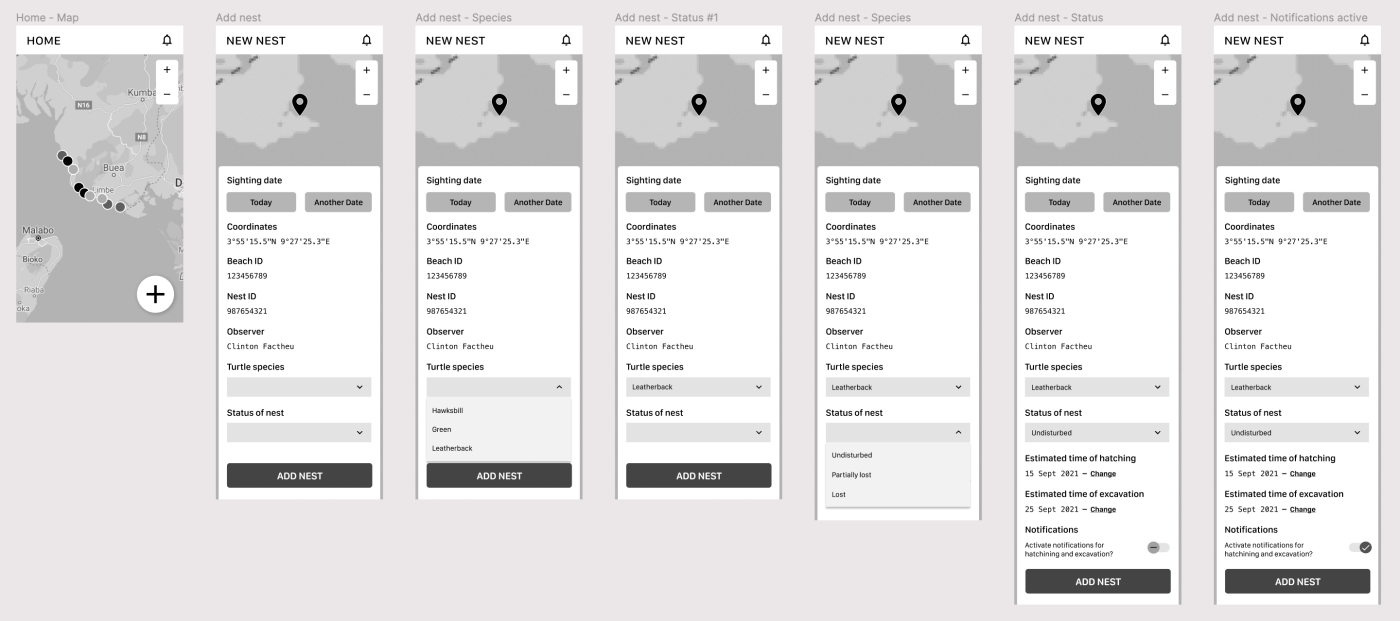 Home - Map
HOME
Kumba
N16
N8
Buea
Limbe
D
Malabo
Bioko
Riaba
oka
Add nest
NEW NEST
Sighting date
Today
Another Date
Coordinates
3°55'15.5"N 9°27'25.3"E
Beach ID
123456789
Nest ID
987654321
Observer
Clinton Factheu
Turtle species
Status of nest
ADD NEST
Add nest - Species
NEW NEST
Sighting date
Today
Another Date
Coordinates
3°55'15.5"N 9°27'25.3"E
Beach ID
123456789
Nest ID
987654321
Observer
Clinton Factheu
Turtle species
Hawksbill
Green
Leatherback
ADD NEST
Add nest - Status #1
NEW NEST
Sighting date
Today
Another Date
Coordinates
3°55'15.5"N 9°27'25.3"E
Beach ID
123456789
Nest ID
987654321
Observer
Clinton Factheu
Turtle species
Leatherback
Status of nest
ADD NEST
Add nest - Species
NEW NEST
Sighting date
Today
Another Date
Coordinates
3°55'15.5"N 9°27'25.3"E
Beach ID
123456789
Nest ID
987654321
Observer
Clinton Factheu
Turtle species
Leatherback
Status of nest
Undisturbed
Partially lost
Lost
Add nest - Status
NEW NEST
Sighting date
Today
Another Date
Coordinates
3°55'15.5"N 9°27'25.3"E
Beach ID
123456789
Nest ID
987654321
Observer
Clinton Factheu
Turtle species
Leatherback
Status of nest
Undisturbed
Estimated time of hatching
15 Sept 2021 – Change
Estimated time of excavation
25 Sept 2021 – Change
Notifications
Activate notifications for
hatchining and excavation?
ADD NEST
Add nest - Notifications active
NEW NEST
Sighting date
Today
Another Date
Coordinates
3°55'15.5"N 9°27'25.3"E
Beach ID
123456789
Nest ID
987654321
Observer
Clinton Factheu
Turtle species
Leatherback
Status of nest
Undisturbed
Estimated time of hatching
15 Sept 2021 – Change
Estimated time of excavation
25 Sept 2021 – Change
Notifications
Activate notifications for
hatchining and excavation?
ADD NEST